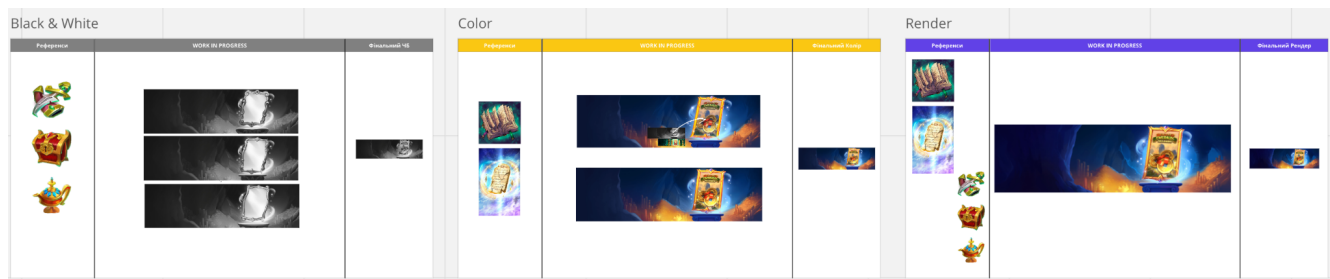 Black & White
Референси
WORK IN PROGRESS
Фінальний ЧБ
Color
Референси
WORK IN PROGRESS
Фінальний Колір
Render
Референси
WORK IN PROGRESS
Фінальний Рендер